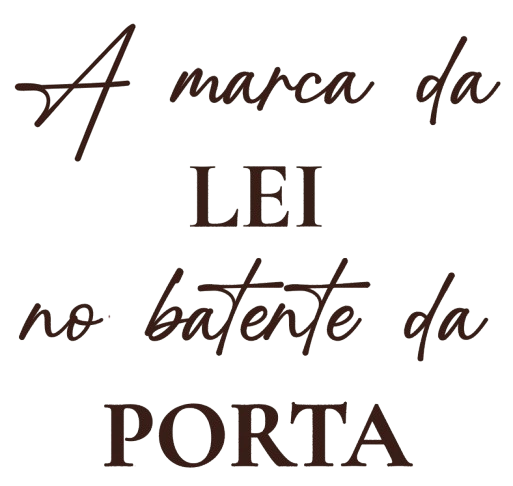 A marca da
LEI
no batente da
PORTA